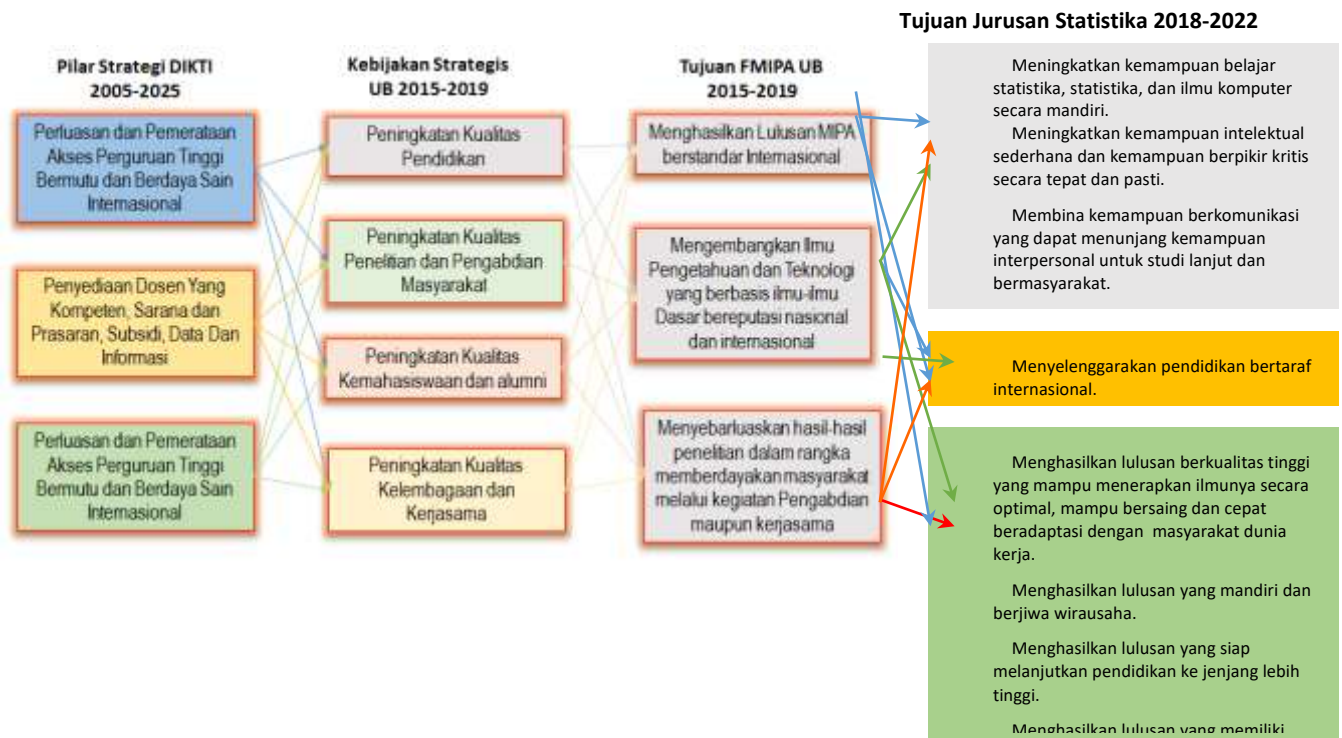 Tujuan Jurusan Statistika 2018-2022
Pilar Strategi DIKTI
2005-2025
Perluasan dan Pemerataan
Akses Perguruan Tinggi
Bermutu dan Berdaya Sain
Internasional
Penyediaan Dosen Yang
Kompeten, Sarana dan
Prasaran, Subsidi, Data Dan
Informasi
Perluasan dan Pemerataan
Akses Perguruan Tinggi
Bermutu dan Berdaya Sain
Internasional
Kebijakan Strategis
UB 2015-2019
Peningkatan Kualitas
Pendidikan
Peningkatan Kualitas
Penelitian dan Pengabdian
Masyarakat
Peningkatan Kualitas
Kemahasiswaan dan alumni
Peningkatan Kualitas
Kelembagaan dan
Kerjasama
Tujuan FMIPA UB
2015-2019
Menghasilkan Lulusan MIPA
berstandar Internasional
Mengembangkan Ilmu
Pengetahuan dan Teknologi
yang berbasis ilmu-ilmu
Dasar bereputasi nasional
dan internasional
Menyebarluaskan hasil-hasil
penelitian dalam rangka
memberdayakan masyarakat
melalui kegiatan Pengabdian
maupun kerjasama
Meningkatkan kemampuan belajar
statistika, statistika, dan ilmu komputer
secara mandiri.
Meningkatkan kemampuan intelektual
sederhana dan kemampuan berpikir kritis
secara tepat dan pasti.
Membina kemampuan berkomunikasi
yang dapat menunjang kemampuan
interpersonal untuk studi lanjut dan
bermasyarakat.
Menyelenggarakan pendidikan bertaraf
internasional.
Menghasilkan lulusan berkualitas tinggi
yang mampu menerapkan ilmunya secara
optimal, mampu bersaing dan cepat
beradaptasi dengan masyarakat dunia
kerja.
Menghasilkan lulusan yang mandiri dan
berjiwa wirausaha.
Menghasilkan lulusan yang siap
melanjutkan pendidikan ke jenjang lebih
tinggi.
Menghasilkan lulusan yang memiliki